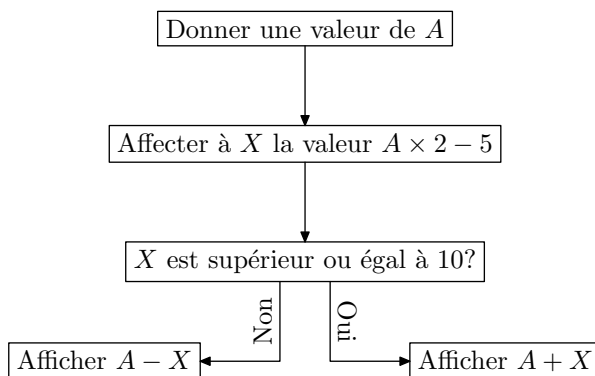 Donner une valeur de A
Affecter à X la valeur A × 2 − 5
X est supérieur ou égal à 10?
Non
Oui
Afficher A − X
Afficher A + X